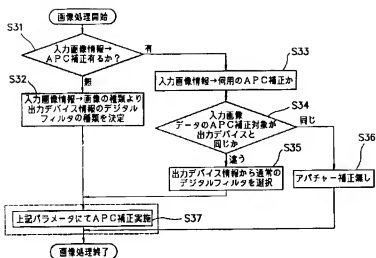 画像処理開始
S31
入力画像情報→
APC補正有るか？
有
無
S32
入力画像情報→画像の種類より
出力デバイス情報のデジタル
フィルタの種類を決定
S33
入力画像情報→何用のAPC補正か
S34
入力画像
データのAPC補正対象が
出力デバイスと
同じか
同じ
違う
S35
出力デバイス情報から通常の
デジタルフィルタを選択
S36
アパチャー補正無し
S37
上記パラメータにてAPC補正実施
画像処理終了